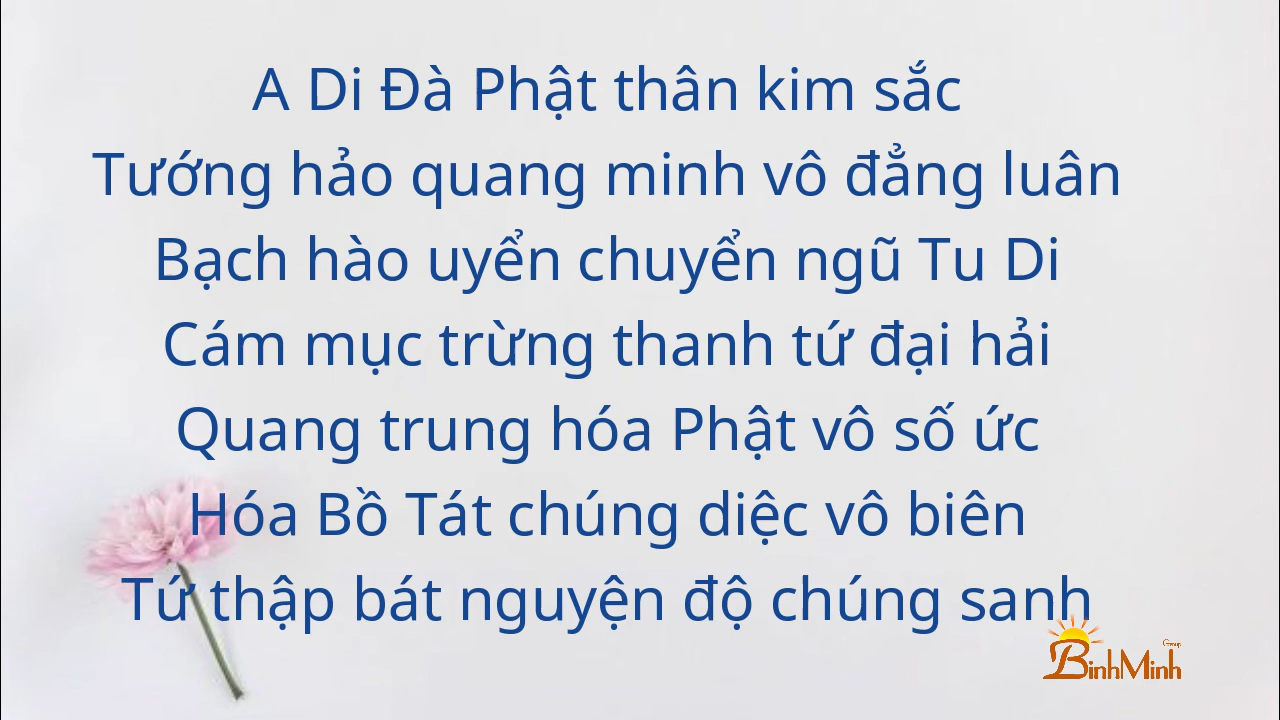 A Di Đà Phật thân kim sắc
Tướng hảo quang minh vô đẳng luân
Bạch hào uyển chuyển ngũ Tu Di
Cám mục trừng thanh tứ đại hải
Quang trung hóa Phật vô số ức
Hóa Bồ Tát chúng diệc vô biên
Tứ thập bát nguyện độ chúng sanh
Group
BinhMinh